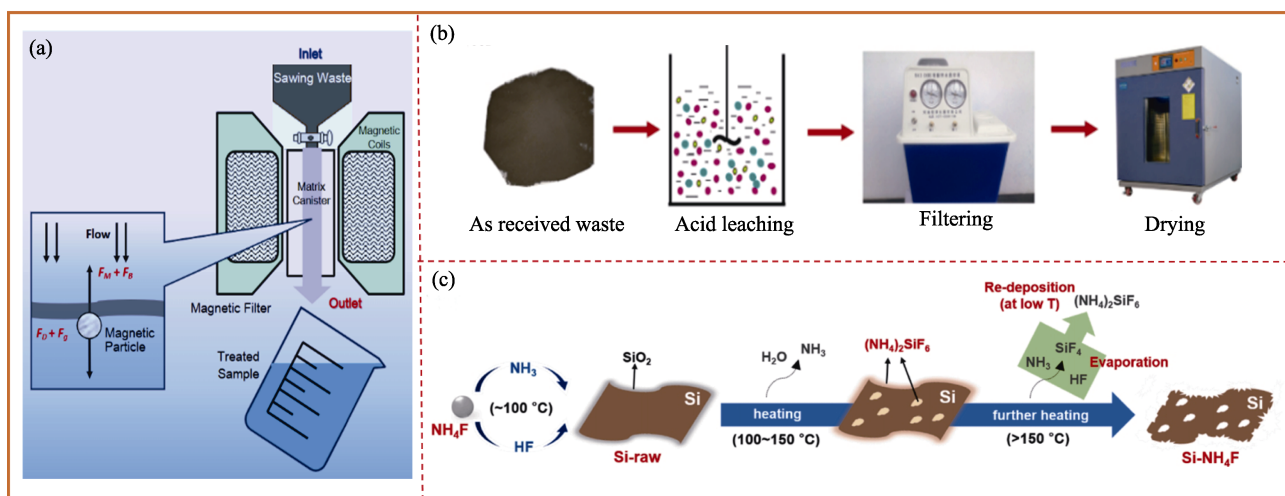 (a)
Inlet
Sawing Waste
Magnetic
Coils
Matrix
Canister
Flow
F_M + F_B
F_D + F_g
Magnetic
Particle
Magnetic Filter
Outlet
Treated
Sample
(b)
As received waste
Acid leaching
Filtering
Drying
(c)
NH₄F
NH₃
(~100 °C)
HF
SiO₂
Si
Si-raw
H₂O
NH₃
heating
(100~150 °C)
(NH₄)₂SiF₆
Si
Re-deposition
(at low T)
(NH₄)₂SiF₆
SiF₄
NH₃
HF
Evaporation
further heating
(>150 °C)
Si
Si-NH₄F